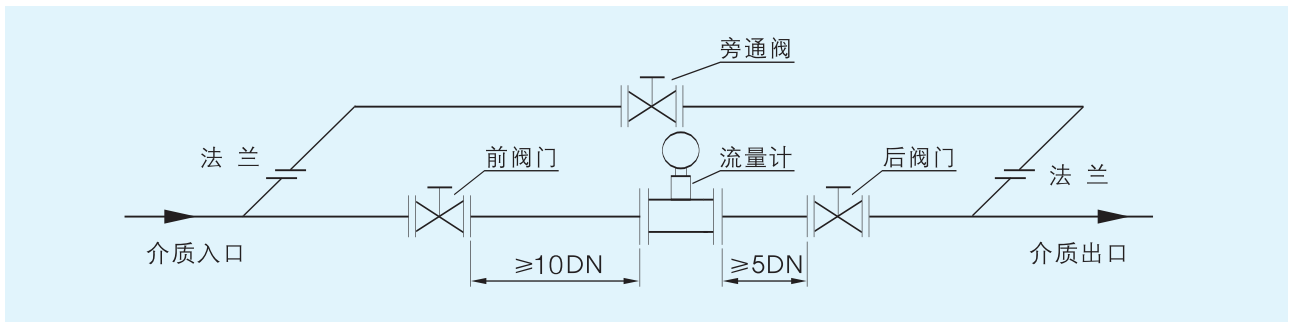 旁通阀
法 兰
前阀门
流量计
后阀门
法 兰
介质入口
≥10DN
≥5DN
介质出口